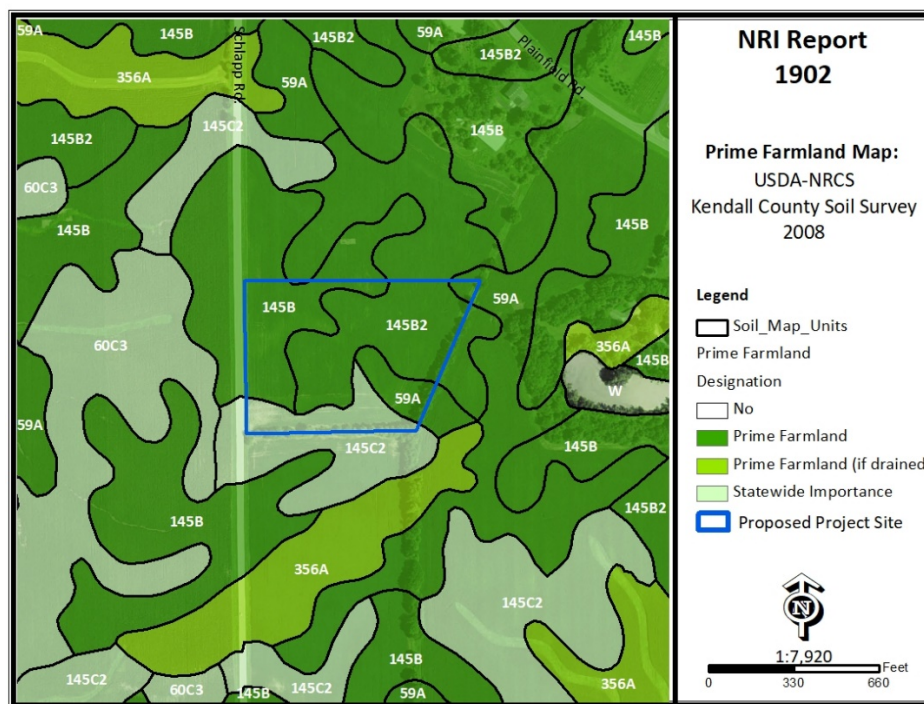 59A
145B
145B2
59A
145B
356A
Schlapp Rd.
59A
145B2
Plainfield Rd.
145C2
145B
145B2
60C3
145B
145B
59A
145B
145B2
60C3
356A
145B
W
59A
59A
145C2
145B
145B
145B2
356A
145C2
145B
145C2
60C3
145B
145C2
59A
356A
NRI Report
1902
Prime Farmland Map:
USDA-NRCS
Kendall County Soil Survey
2008
Legend
Soil_Map_Units
Prime Farmland
Designation
No
Prime Farmland
Prime Farmland (if drained
Statewide Importance
Proposed Project Site
N
1:7,920
Feet
0 330 660